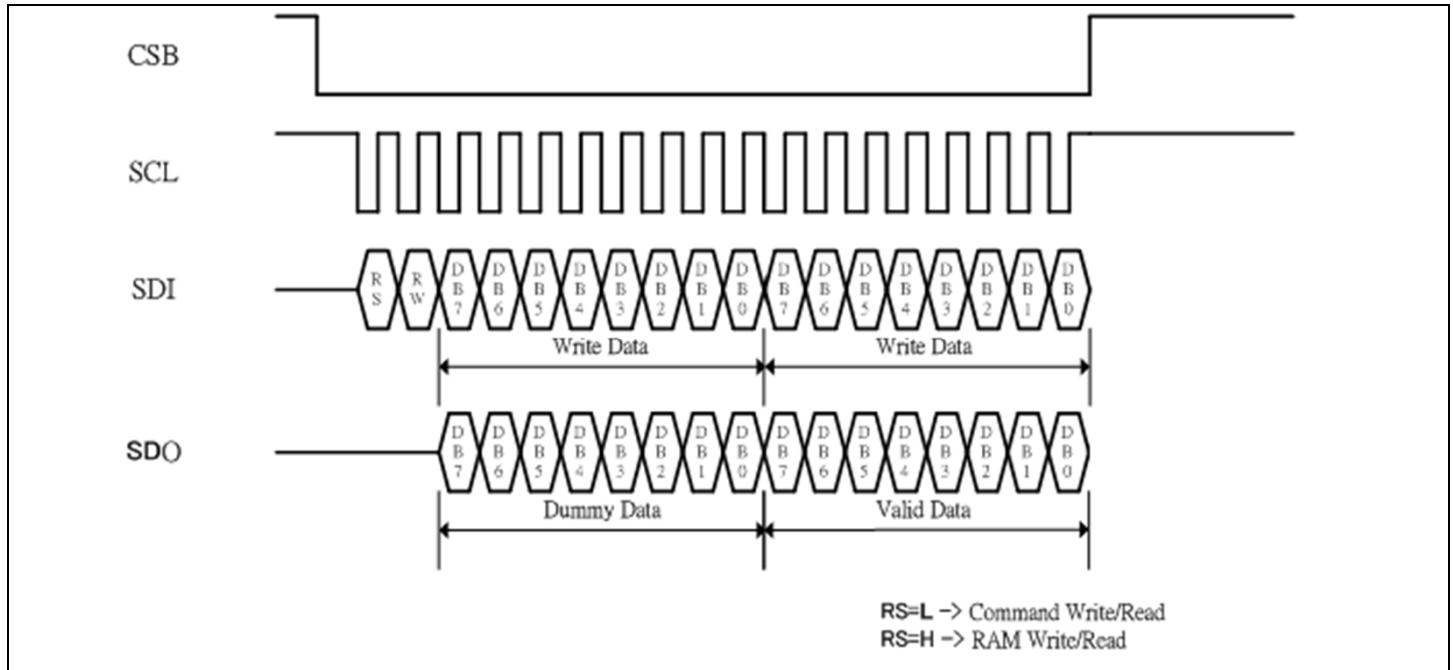 CSB
SCL
SDI
RS RW DB7 DB6 DB5 DB4 DB3 DB2 DB1 DB0 DB7 DB6 DB5 DB4 DB3 DB2 DB1 DB0
Write Data Write Data
SDO
DB7 DB6 DB5 DB4 DB3 DB2 DB1 DB0 DB7 DB6 DB5 DB4 DB3 DB2 DB1 DB0
Dummy Data Valid Data
RS=L -> Command Write/Read
RS=H -> RAM Write/Read